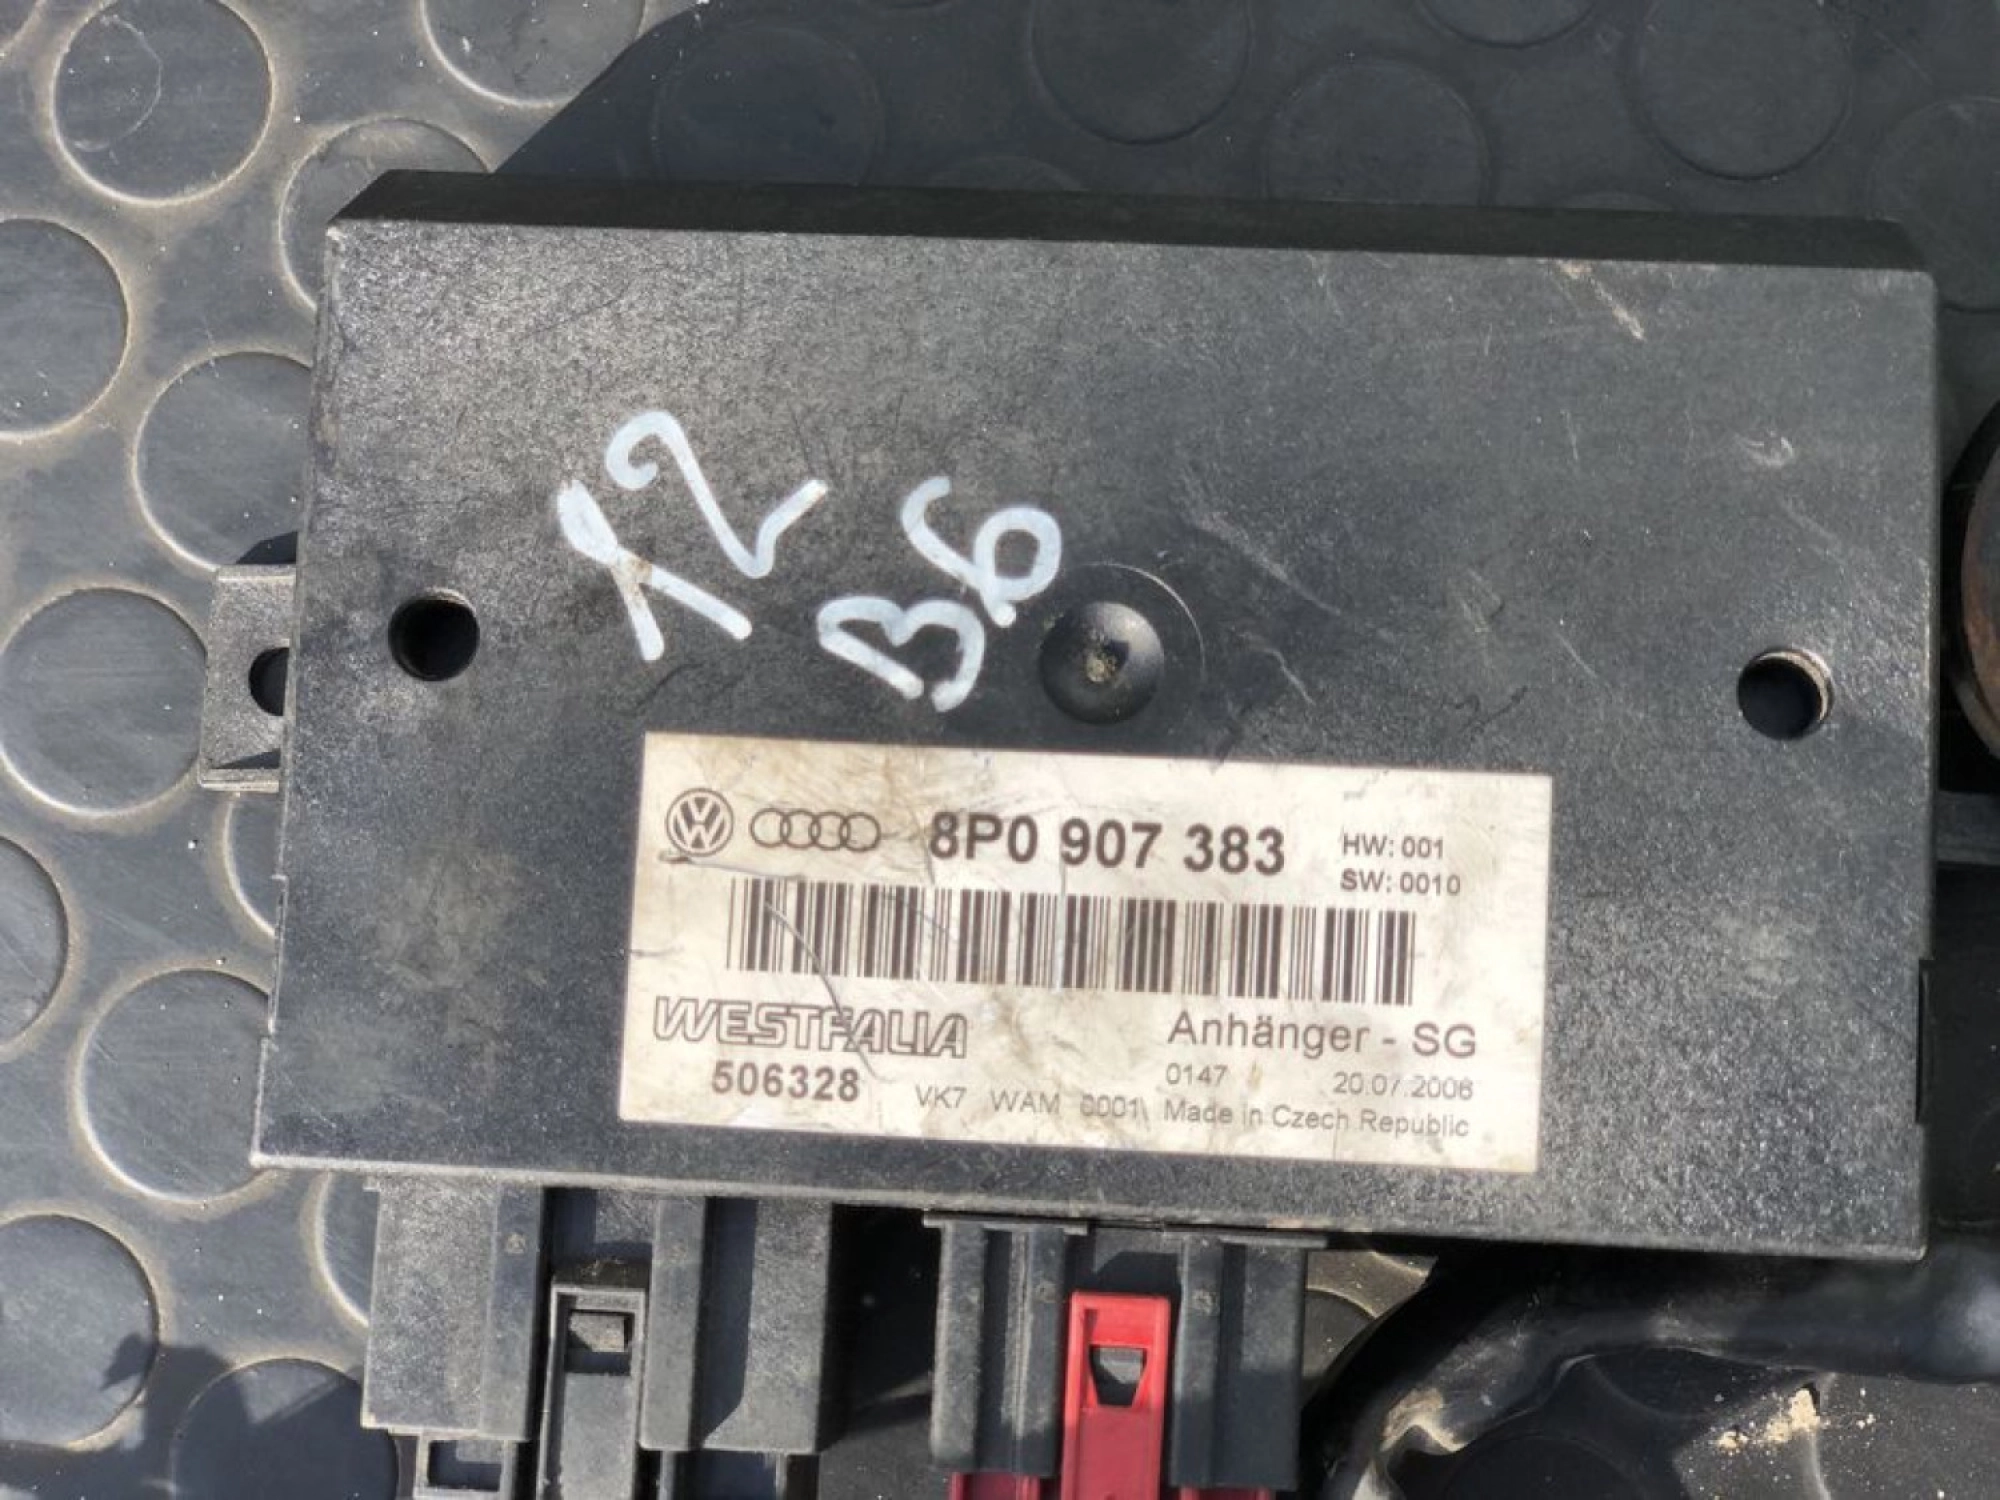 12
B6
8P0 907 383
HW: 001
SW: 0010
WESTFALIA
Anhänger - SG
506328
0147
20.07.2006
VK7 WAM 0001
Made in Czech Republic